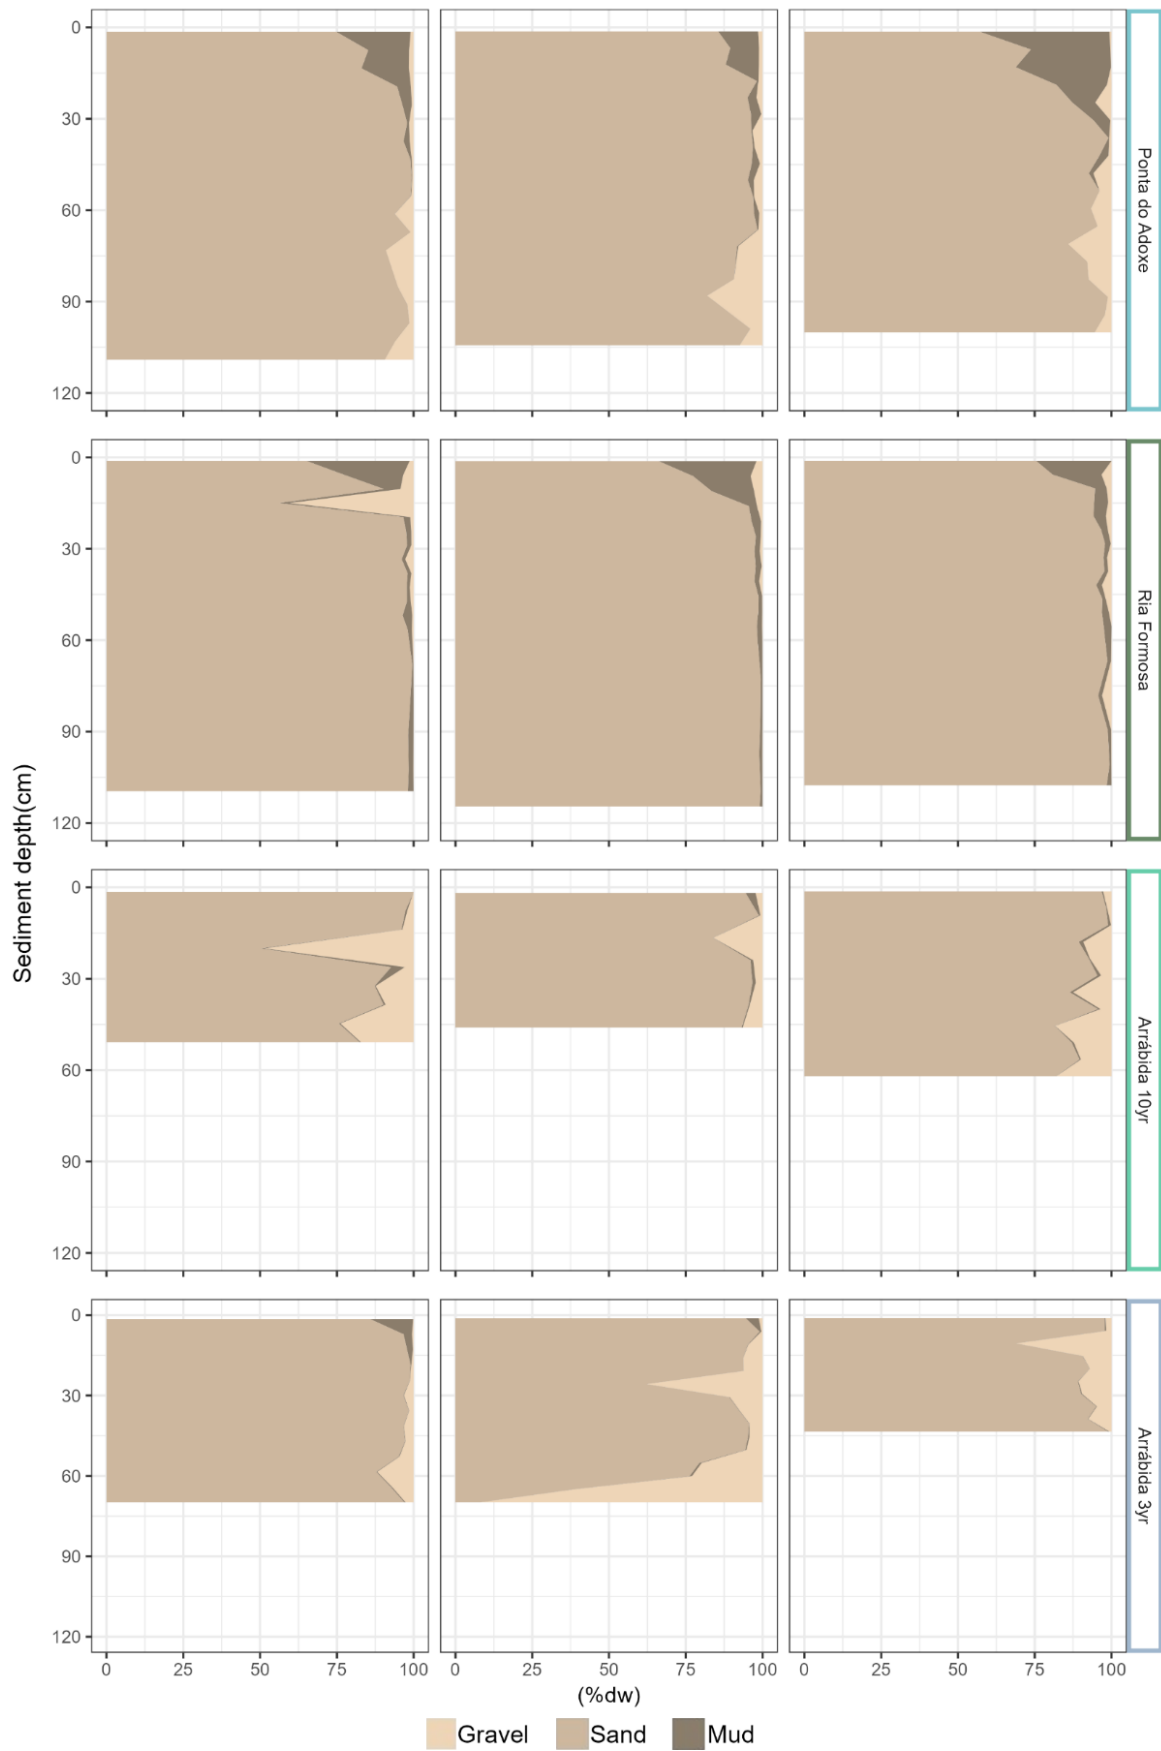 0
30
60
90
120
Ponta do Adoxe
0
30
60
90
120
Ria Formosa
0
30
60
90
120
Arrábida 10yr
0
30
60
90
120
Arrábida 3yr
Sediment depth(cm)
0 25 50 75 100 0 25 50 75 100 0 25 50 75 100
(%dw)
Gravel Sand Mud